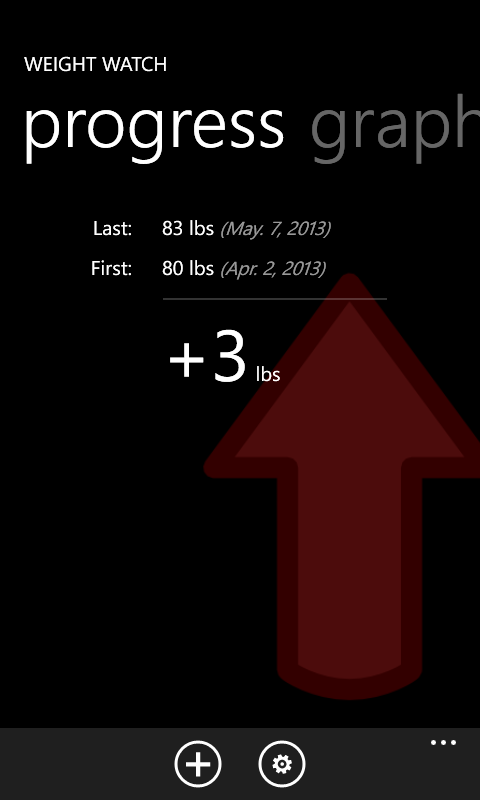 WEIGHT WATCH
progress graph
Last: 83 lbs (May. 7, 2013)
First: 80 lbs (Apr. 2, 2013)
+3 lbs